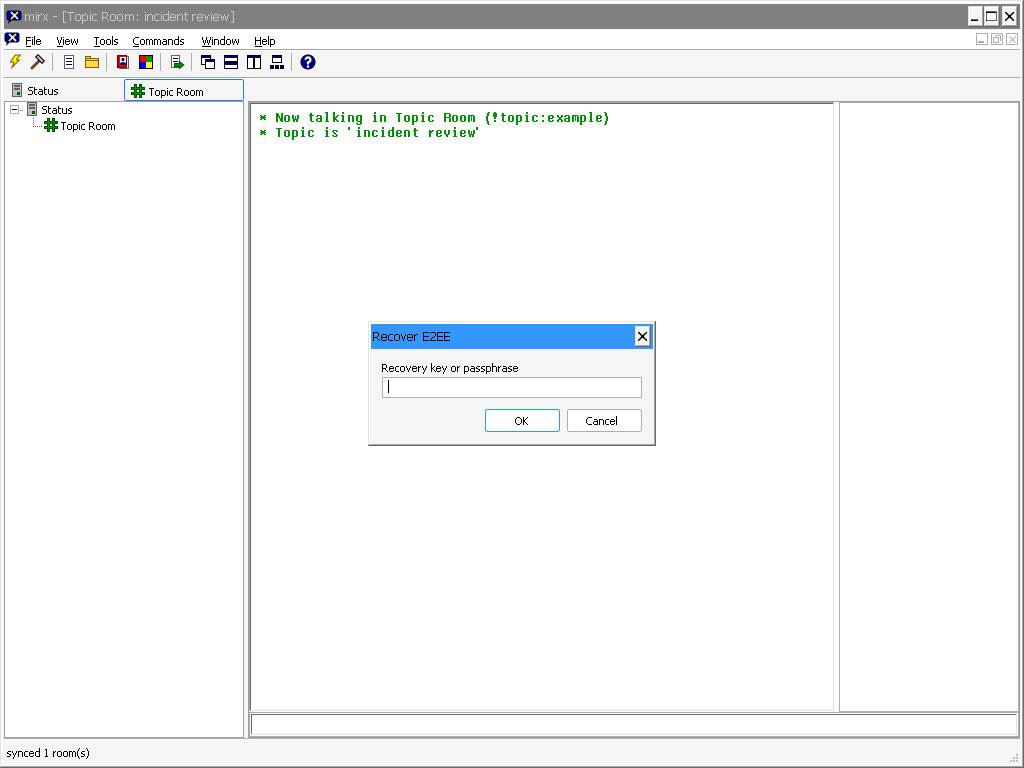 mirx - [Topic Room: incident review]
File View Tools Commands Window Help
Status Topic Room
Status
Topic Room
* Now talking in Topic Room (!topic:example)
* Topic is 'incident review'
Recover E2EE
Recovery key or passphrase
OK Cancel
synced 1 room(s)